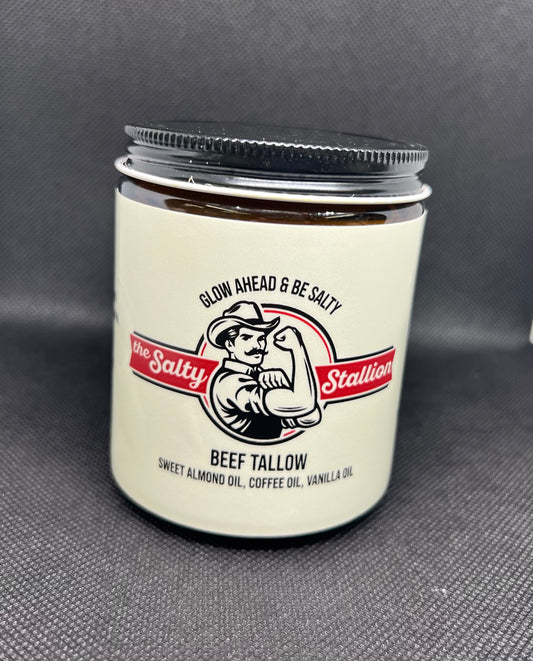 GLOW AHEAD & BE SALTY
the Salty Stallion
BEEF TALLOW
SWEET ALMOND OIL, COFFEE OIL, VANILLA OIL